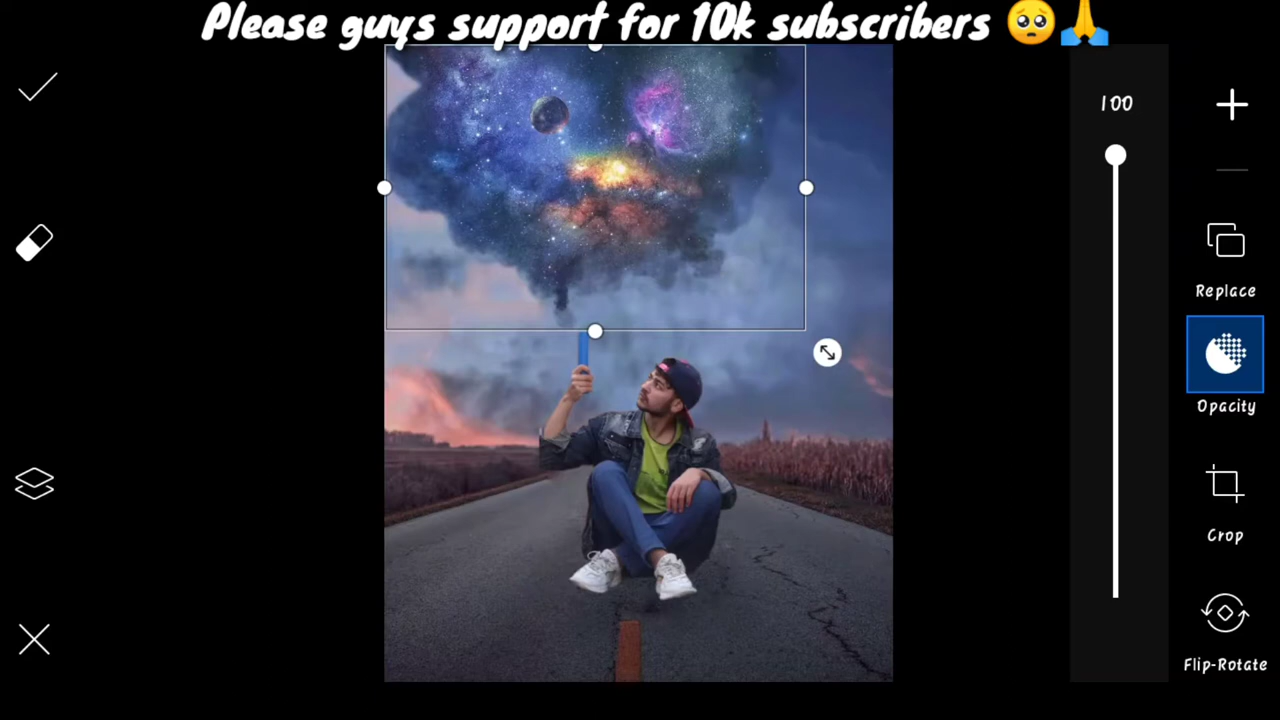 Please guys support for 10k subscribers 🥺🙏
100
Replace
Opacity
Crop
Flip-Rotate